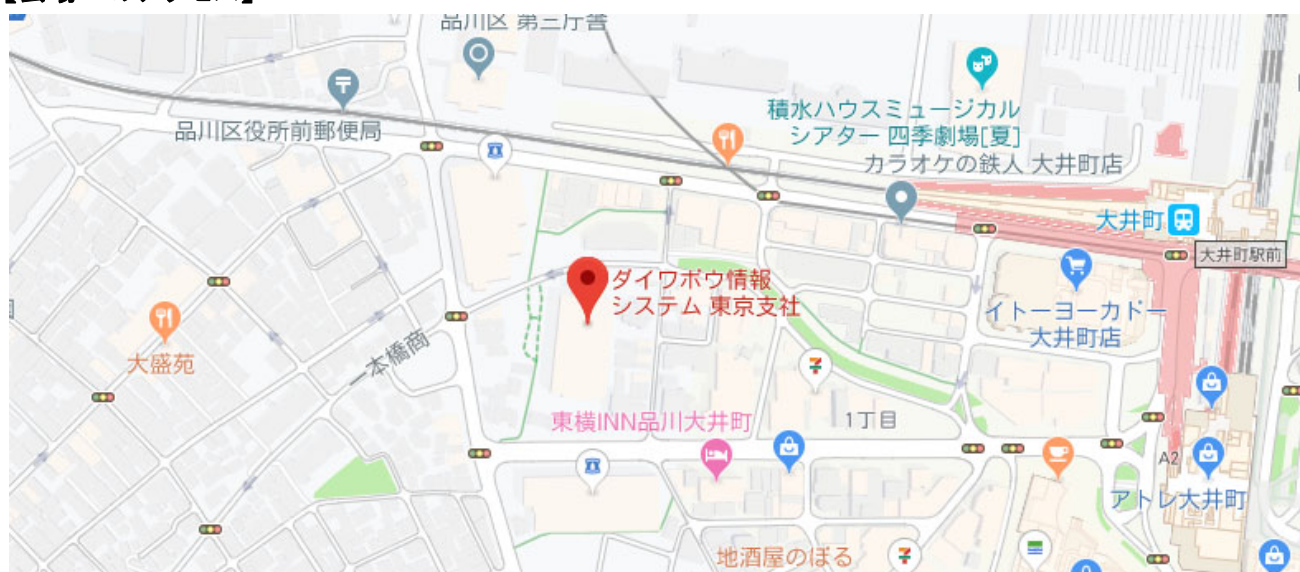 品川区 第三庁舎
品川区役所前郵便局
積水ハウスミュージカル
シアター 四季劇場[夏]
カラオケの鉄人 大井町店
大井町
大井町駅前
ダイワボウ情報
システム 東京支社
イトーヨーカドー
大井町店
大盛苑
一本橋商
東横INN品川大井町
1丁目
A2
アトレ大井町
地酒屋のぼる